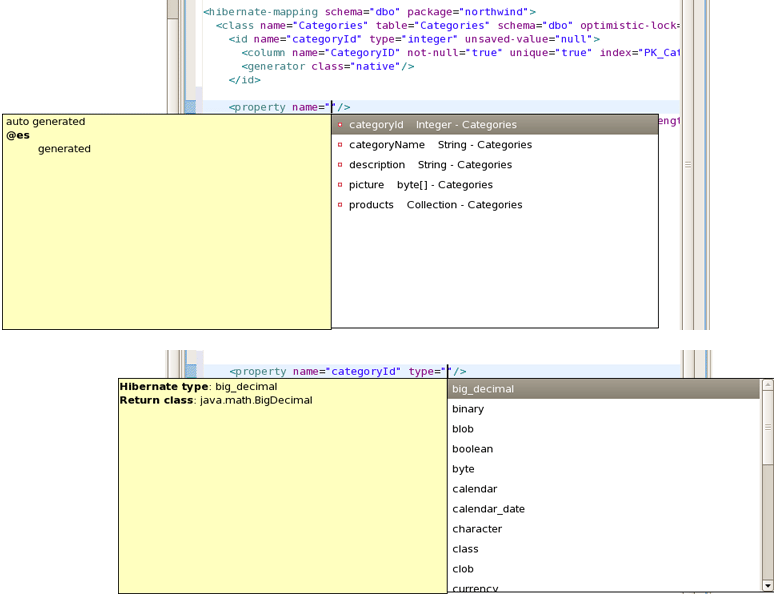 <hibernate-mapping schema="dbo" package="northwind">
<class name="Categories" table="Categories" schema="dbo" optimistic-lock=
<id name="categoryId" type="integer" unsaved-value="null">
<column name="CategoryID" not-null="true" unique="true" index="PK_Cat
<generator class="native"/>
</id>
<property name=""/>
auto generated
@es
generated
categoryId Integer - Categories
categoryName String - Categories
description String - Categories
picture byte[] - Categories
products Collection - Categories
<property name="categoryId" type=""/>
Hibernate type: big_decimal
Return class: java.math.BigDecimal
big_decimal
binary
blob
boolean
byte
calendar
calendar_date
character
class
clob
currency